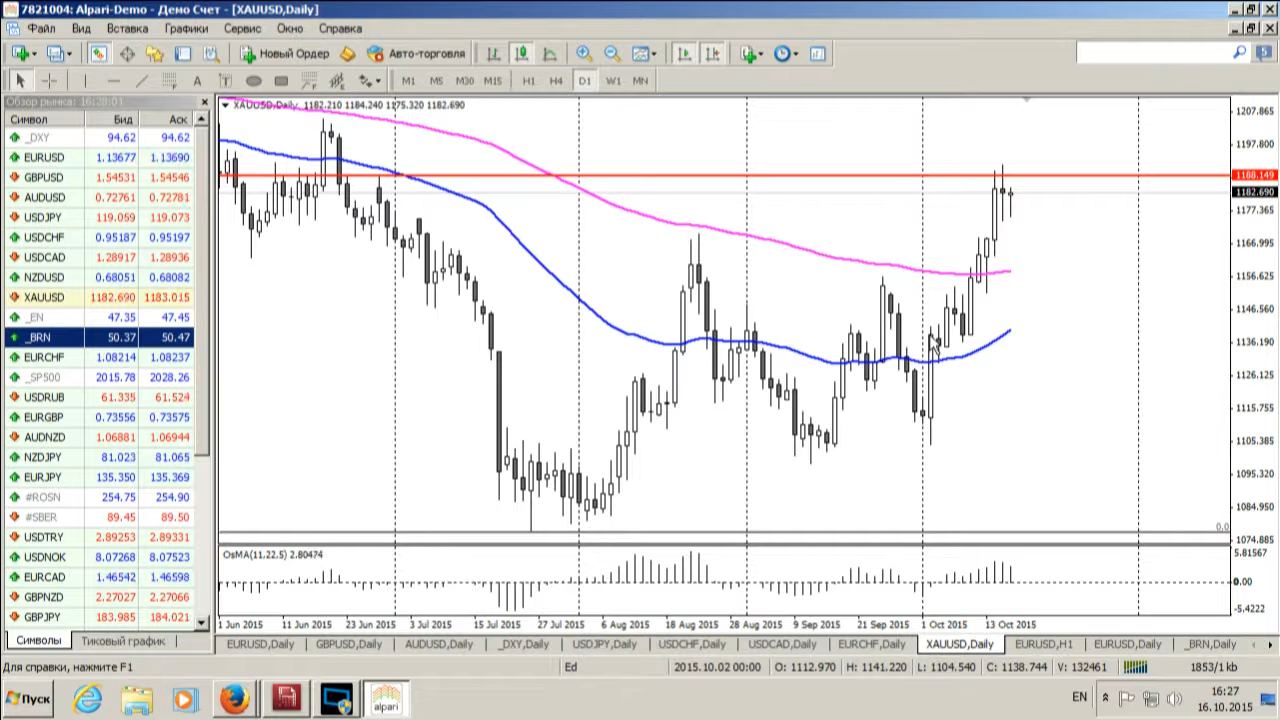 7821004: Alpari-Demo - Демо Счет - [XAUUSD,Daily]
Файл Вид Вставка Графики Сервис Окно Справка
Новый Ордер Авто-торговля
A T M1 M5 M30 M15 H1 H4 D1 W1 MN
Обзор рынка: 16:28:01
Символ Бид Аск
_DXY 94.62 94.62
EURUSD 1.13677 1.13690
GBPUSD 1.54531 1.54546
AUDUSD 0.72761 0.72781
USDJPY 119.059 119.073
USDCHF 0.95187 0.95197
USDCAD 1.28917 1.28936
NZDUSD 0.68051 0.68082
XAUUSD 1182.690 1183.015
_EN 47.35 47.45
_BRN 50.37 50.47
EURCHF 1.08214 1.08237
_SP500 2015.78 2028.26
USDRUB 61.335 61.524
EURGBP 0.73556 0.73575
AUDNZD 1.06881 1.06944
NZDJPY 81.023 81.065
EURJPY 135.350 135.369
#ROSN 254.75 254.90
#SBER 89.45 89.50
USDTRY 2.89253 2.89331
USDNOK 8.07268 8.07523
EURCAD 1.46542 1.46598
GBPNZD 2.27027 2.27066
GBPJPY 183.985 184.021
Символы Тиковый график
XAUUSD,Daily 1182.210 1184.240 1175.320 1182.690
1207.865
1197.800
1188.149
1182.690
1177.365
1166.995
1156.625
1146.560
1136.190
1126.125
1115.755
1105.385
1095.320
1084.950
1074.885
0.0
OsMA(11,22,5) 2.80474
5.81567
0.00
-5.4222
1 Jun 2015 11 Jun 2015 23 Jun 2015 3 Jul 2015 15 Jul 2015 27 Jul 2015 6 Aug 2015 18 Aug 2015 28 Aug 2015 9 Sep 2015 21 Sep 2015 1 Oct 2015 13 Oct 2015
EURUSD,Daily GBPUSD,Daily AUDUSD,Daily _DXY,Daily USDJPY,Daily USDCHF,Daily USDCAD,Daily EURCHF,Daily XAUUSD,Daily EURUSD,H1 EURUSD,Daily _BRN,Daily
Для справки, нажмите F1 Ed 2015.10.02 00:00 O: 1112.970 H: 1141.220 L: 1104.540 C: 1138.744 V: 132461 1853/1 kb
Пуск alpari EN 16:27
16.10.2015